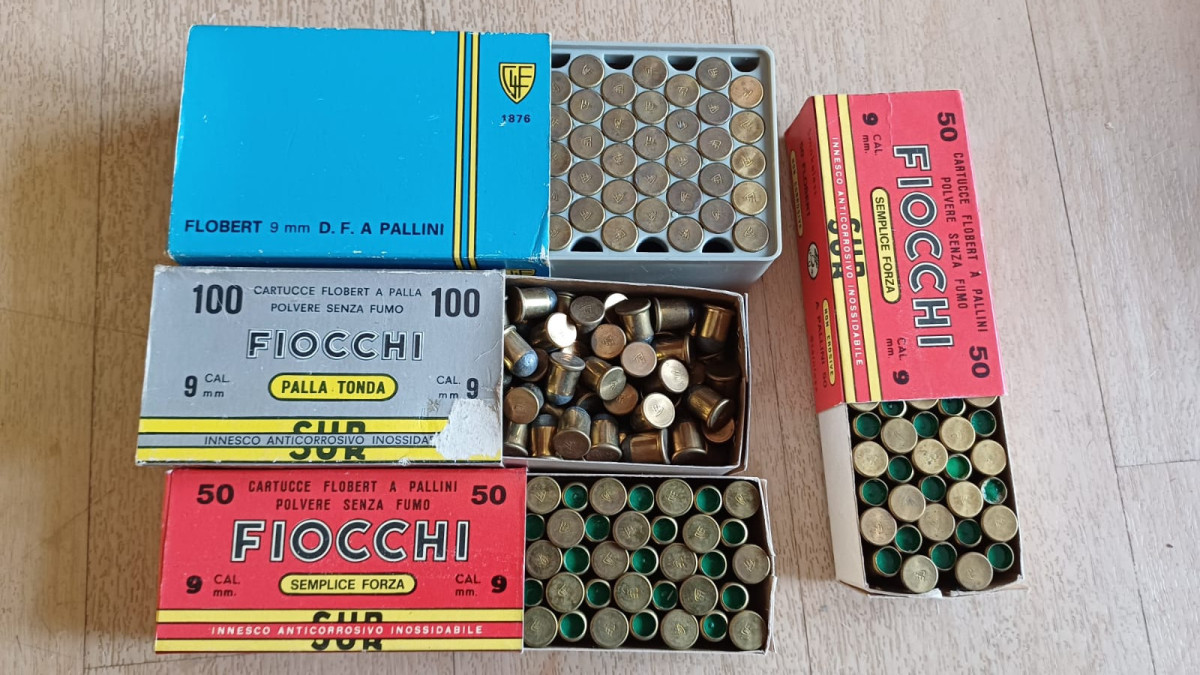 GFL
1876
FLOBERT 9 mm D. F. A PALLINI
100 CARTUCCE FLOBERT A PALLA 100
POLVERE SENZA FUMO
FIOCCHI
9 CAL. mm
PALLA TONDA
CAL. mm 9
SUR
INNESCO ANTICORROSIVO
50 CARTUCCE FLOBERT A PALLINI 50
POLVERE SENZA FUMO
FIOCCHI
9 CAL. mm.
SEMPLICE FORZA
CAL. mm. 9
SUR
INNESCO ANTICORROSIVO INOSSIDABILE
50 CARTUCCE FLOBERT A PALLINI 50
POLVERE SENZA FUMO
FIOCCHI
9 CAL. mm.
SEMPLICE FORZA
CAL. mm. 9
SUR
INNESCO ANTICORROSIVO INOSSIDABILE
NON CORROSIVE